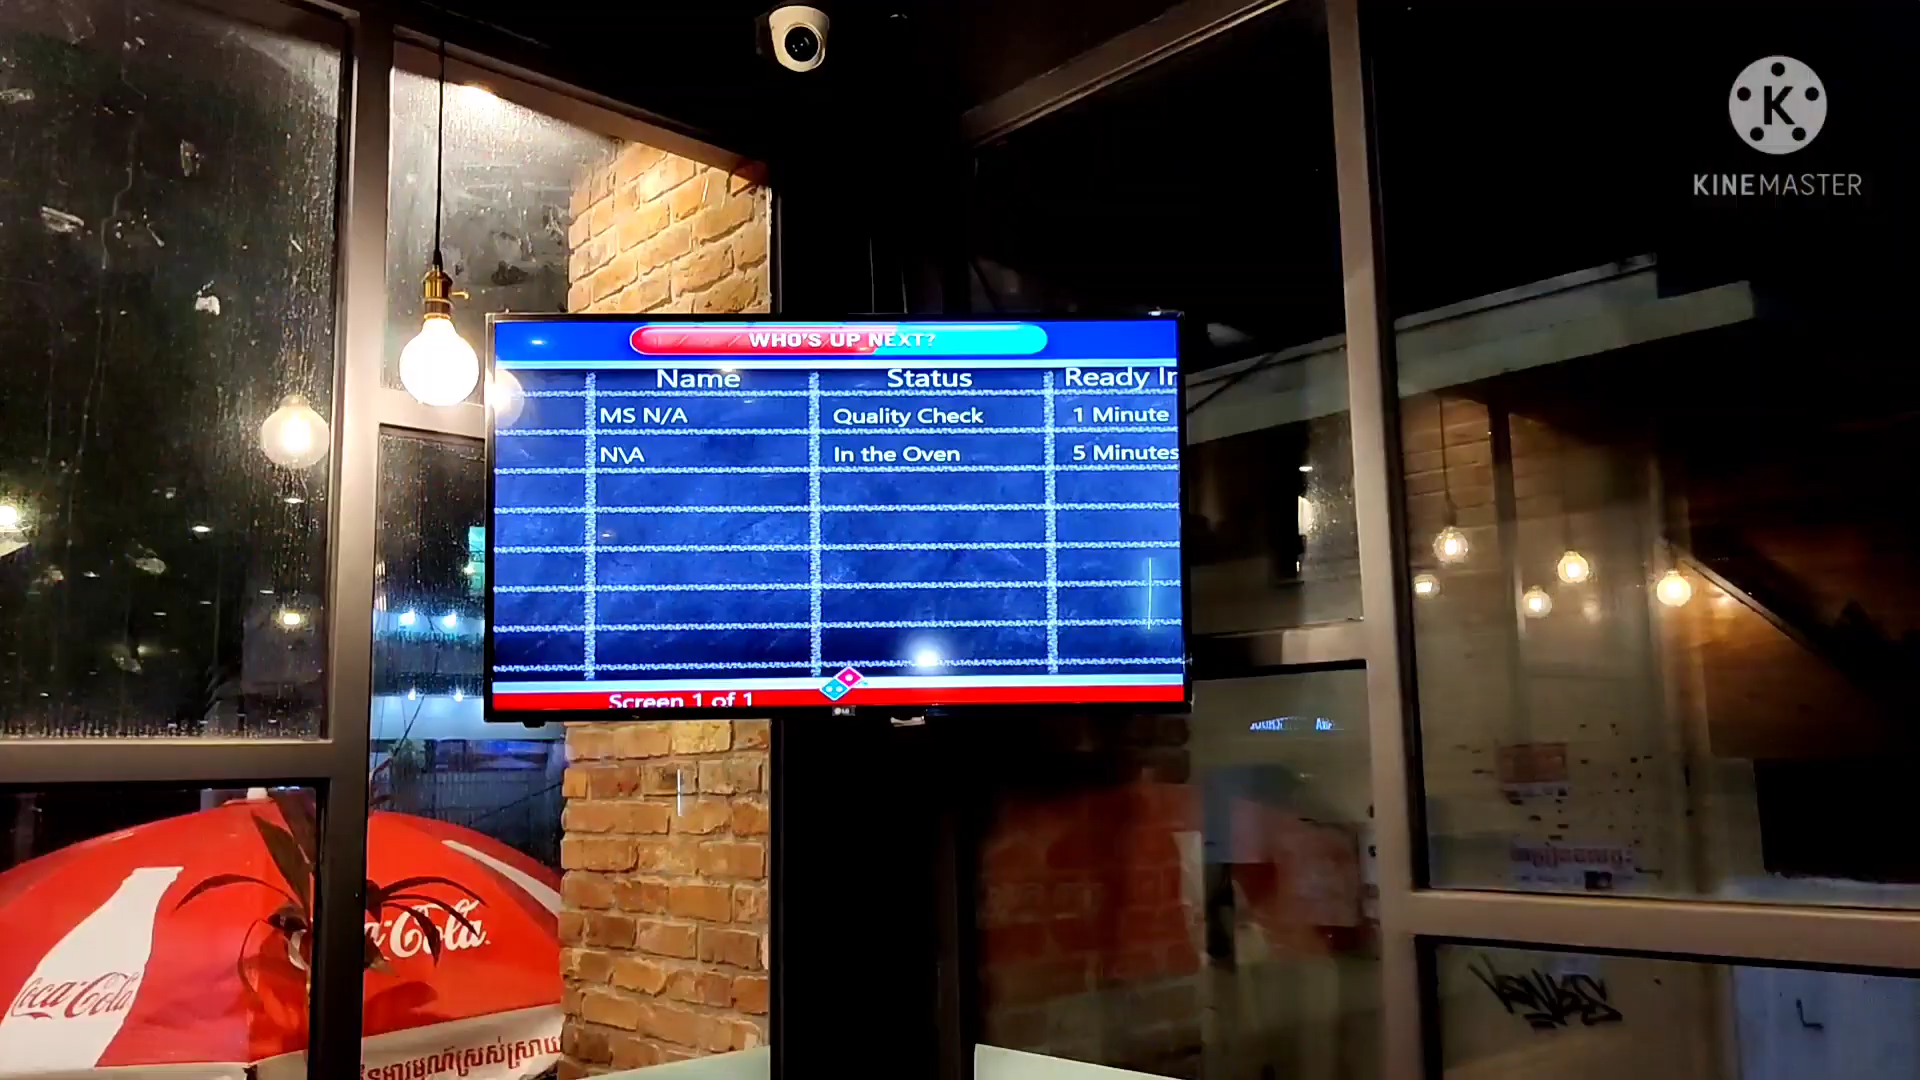 K
KINEMASTER
WHO'S UP NEXT?
Name Status Ready In
MS N/A Quality Check 1 Minute
N\A In the Oven 5 Minutes
Screen 1 of 1
LG
Coca-Cola
Coca-Cola